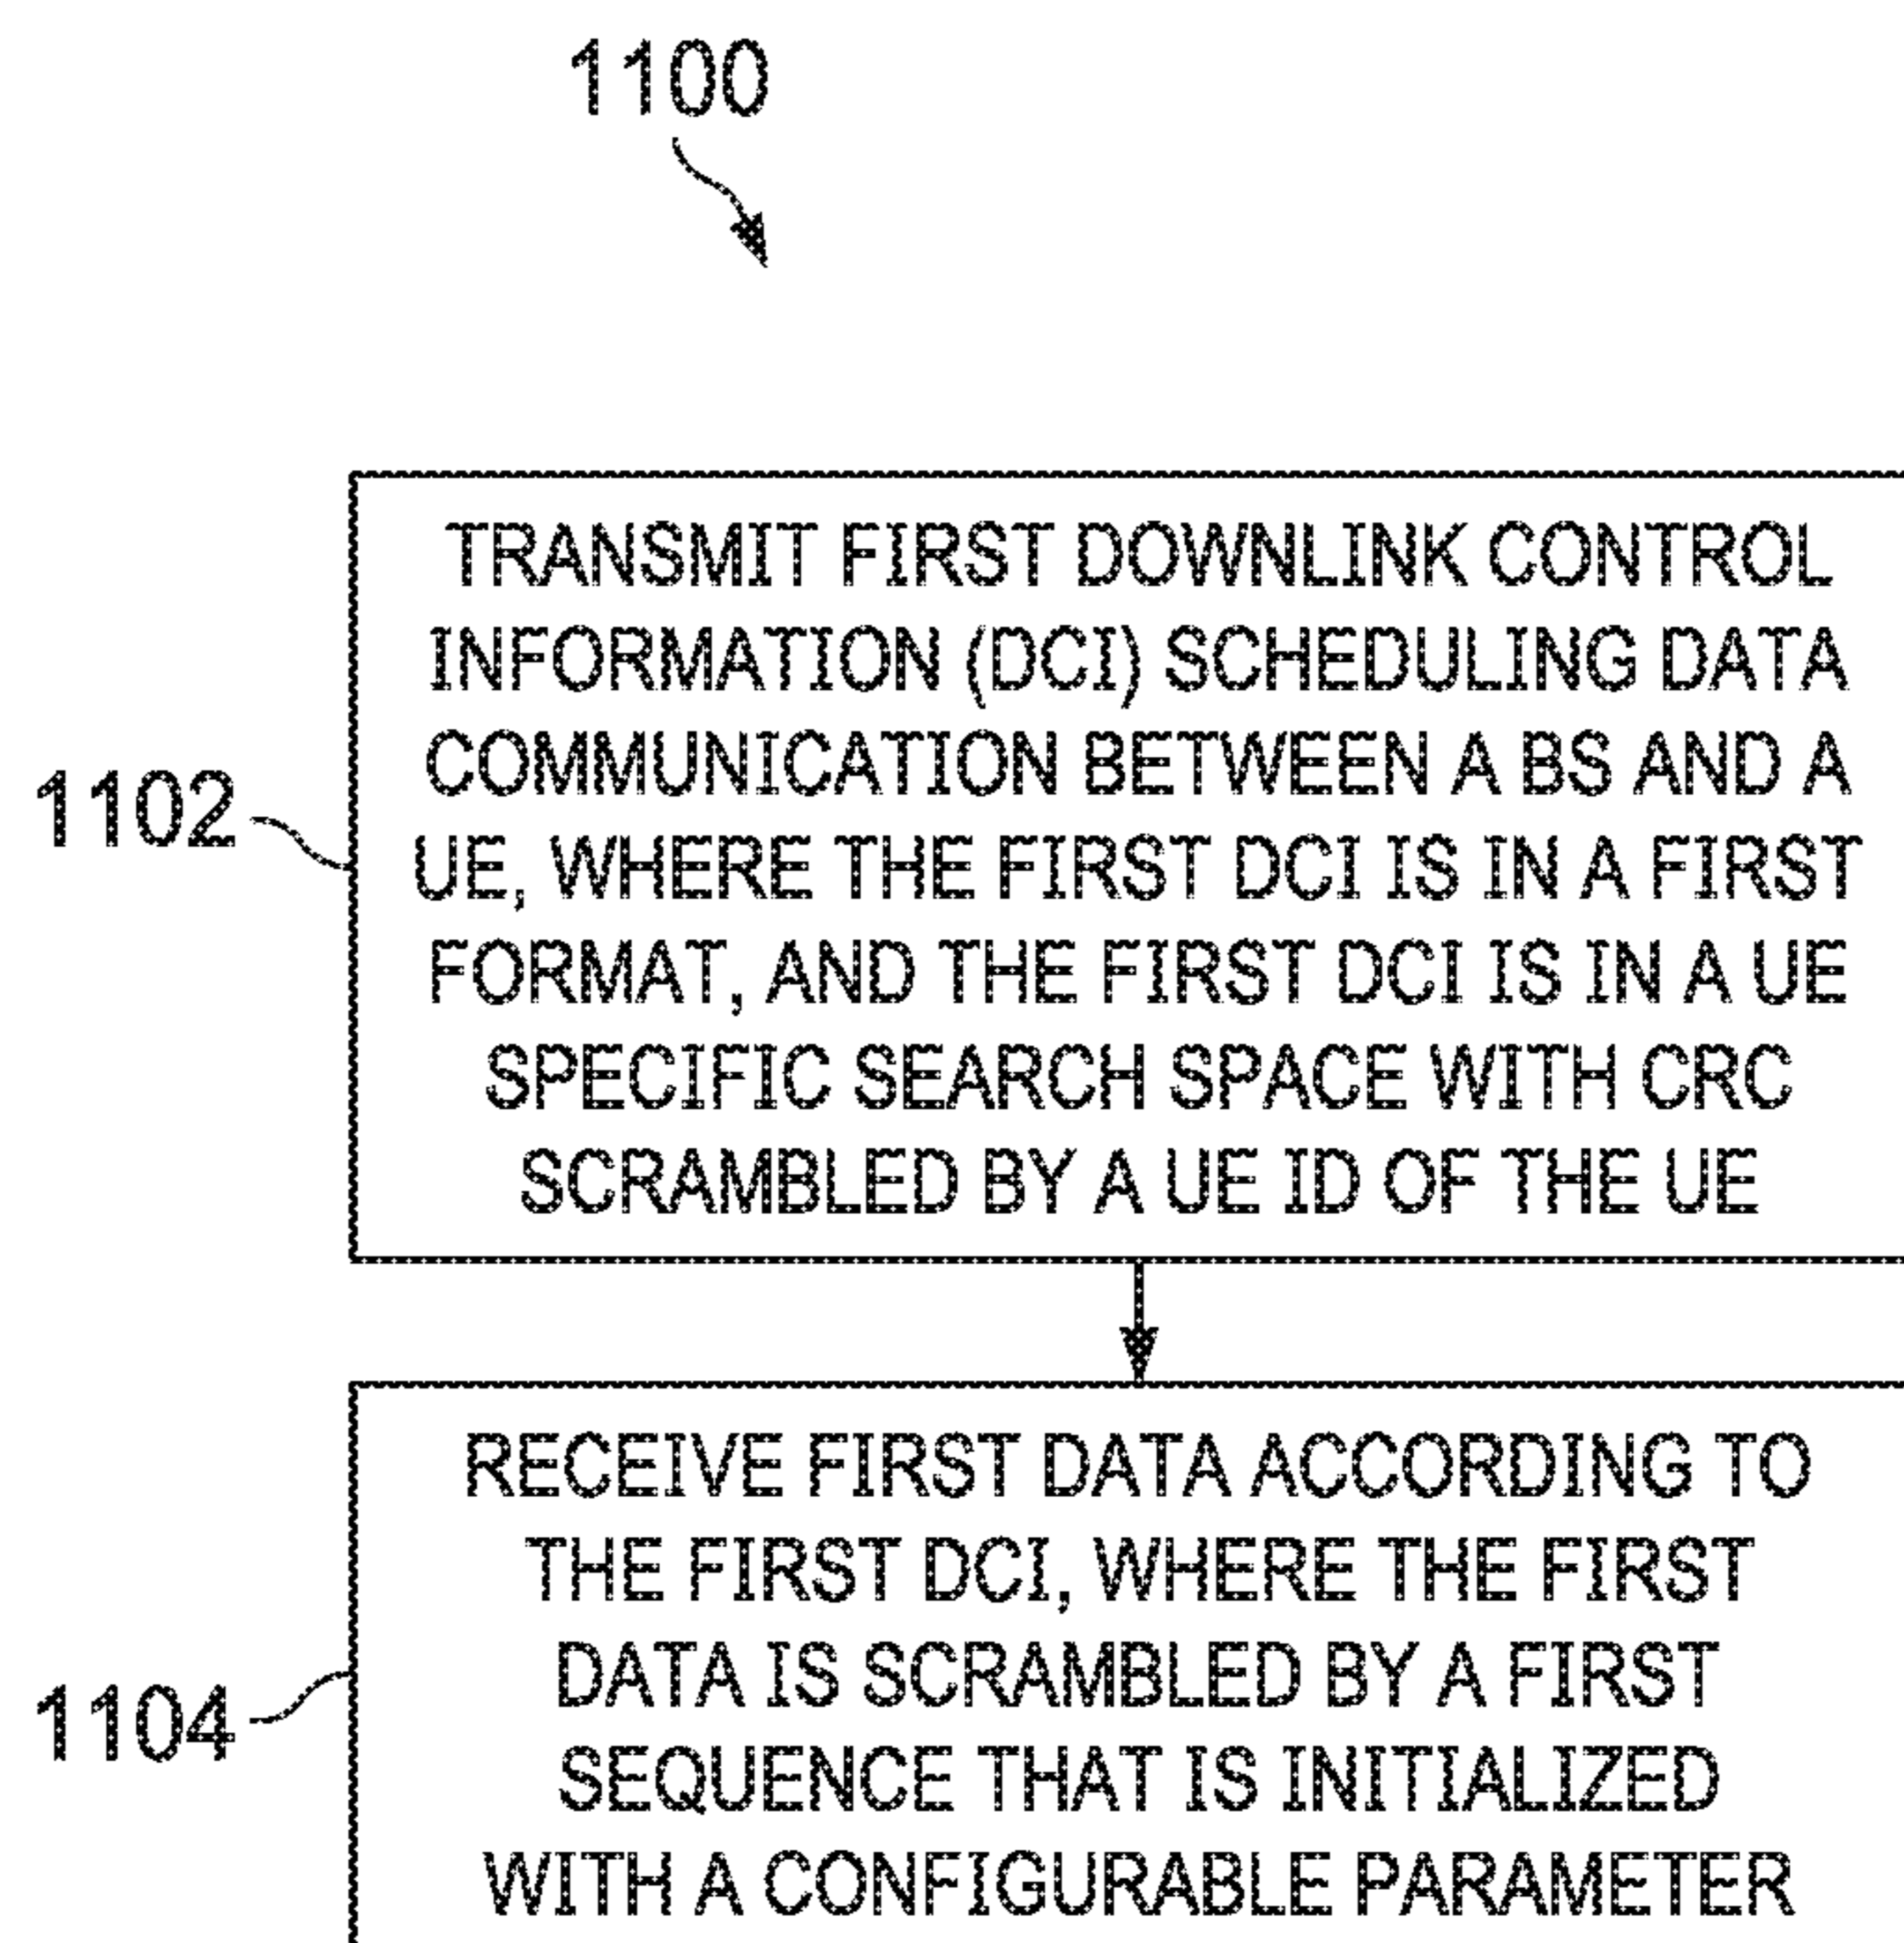 1100
TRANSMIT FIRST DOWNLINK CONTROL
INFORMATION (DCI) SCHEDULING DATA
COMMUNICATION BETWEEN A BS AND A
UE, WHERE THE FIRST DCI IS IN A FIRST
FORMAT, AND THE FIRST DCI IS IN A UE
SPECIFIC SEARCH SPACE WITH CRC
SCRAMBLED BY A UE ID OF THE UE
1102
RECEIVE FIRST DATA ACCORDING TO
THE FIRST DCI, WHERE THE FIRST
DATA IS SCRAMBLED BY A FIRST
SEQUENCE THAT IS INITIALIZED
WITH A CONFIGURABLE PARAMETER
1104